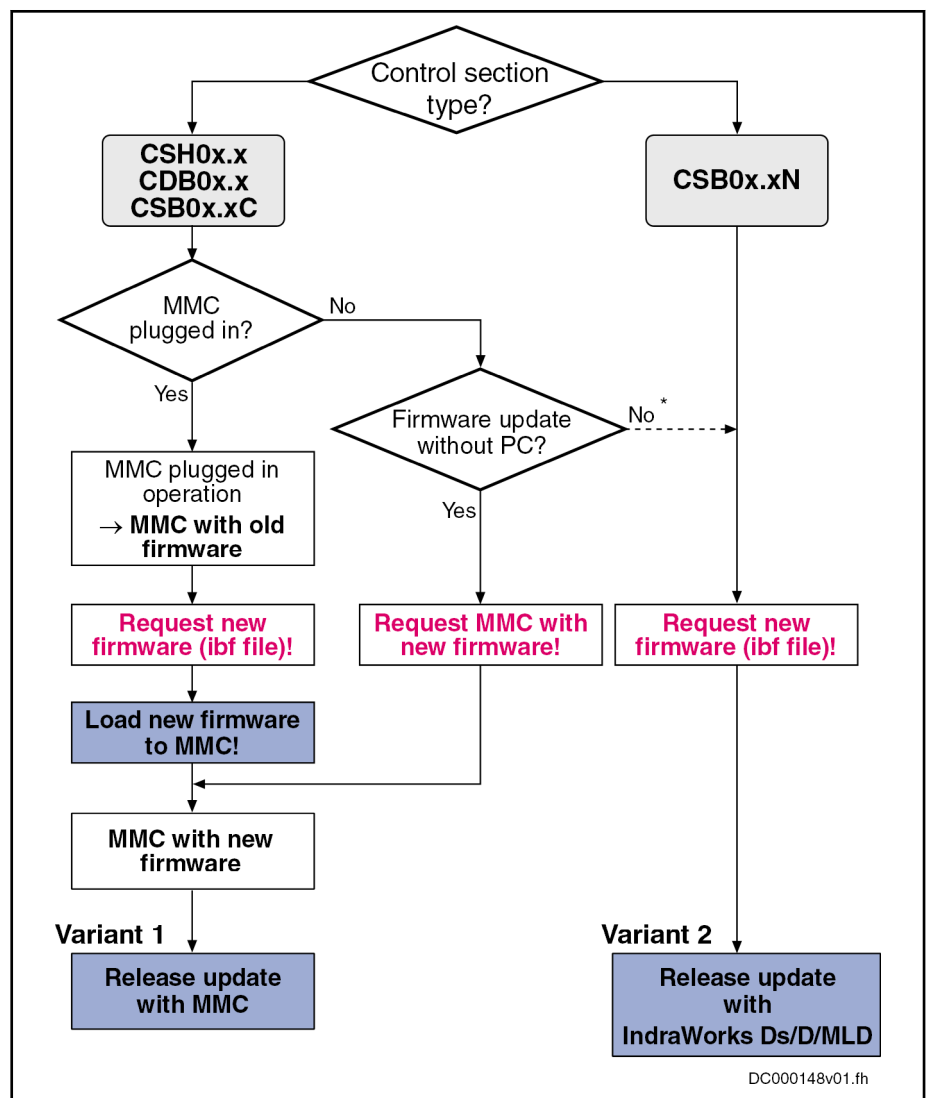 Control section
type?
CSH0x.x
CDB0x.x
CSB0x.xC
CSB0x.xN
MMC
plugged in?
No
Yes
Firmware update
without PC?
No *
Yes
MMC plugged in
operation
→ MMC with old
firmware
Request new
firmware (ibf file)!
Request MMC with
new firmware!
Request new
firmware (ibf file)!
Load new firmware
to MMC!
MMC with new
firmware
Variant 1
Release update
with MMC
Variant 2
Release update
with
IndraWorks Ds/D/MLD
DC000148v01.fh